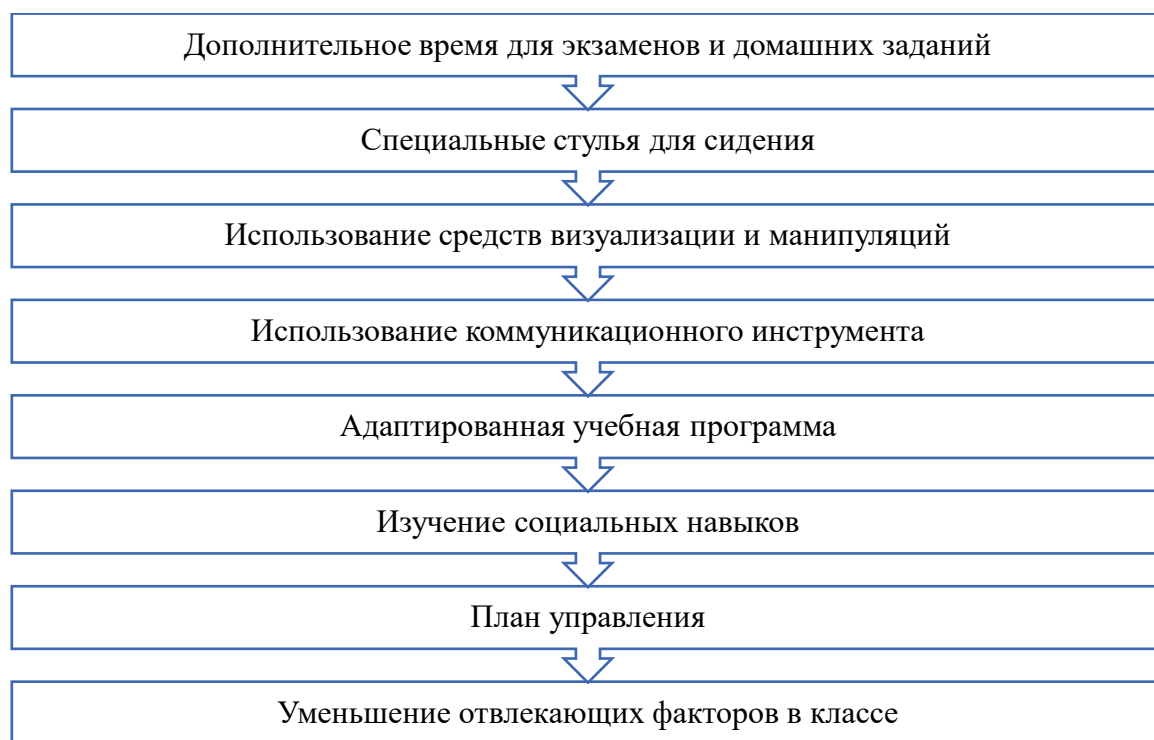 Дополнительное время для экзаменов и домашних заданий
Специальные стулья для сидения
Использование средств визуализации и манипуляций
Использование коммуникационного инструмента
Адаптированная учебная программа
Изучение социальных навыков
План управления
Уменьшение отвлекающих факторов в классе